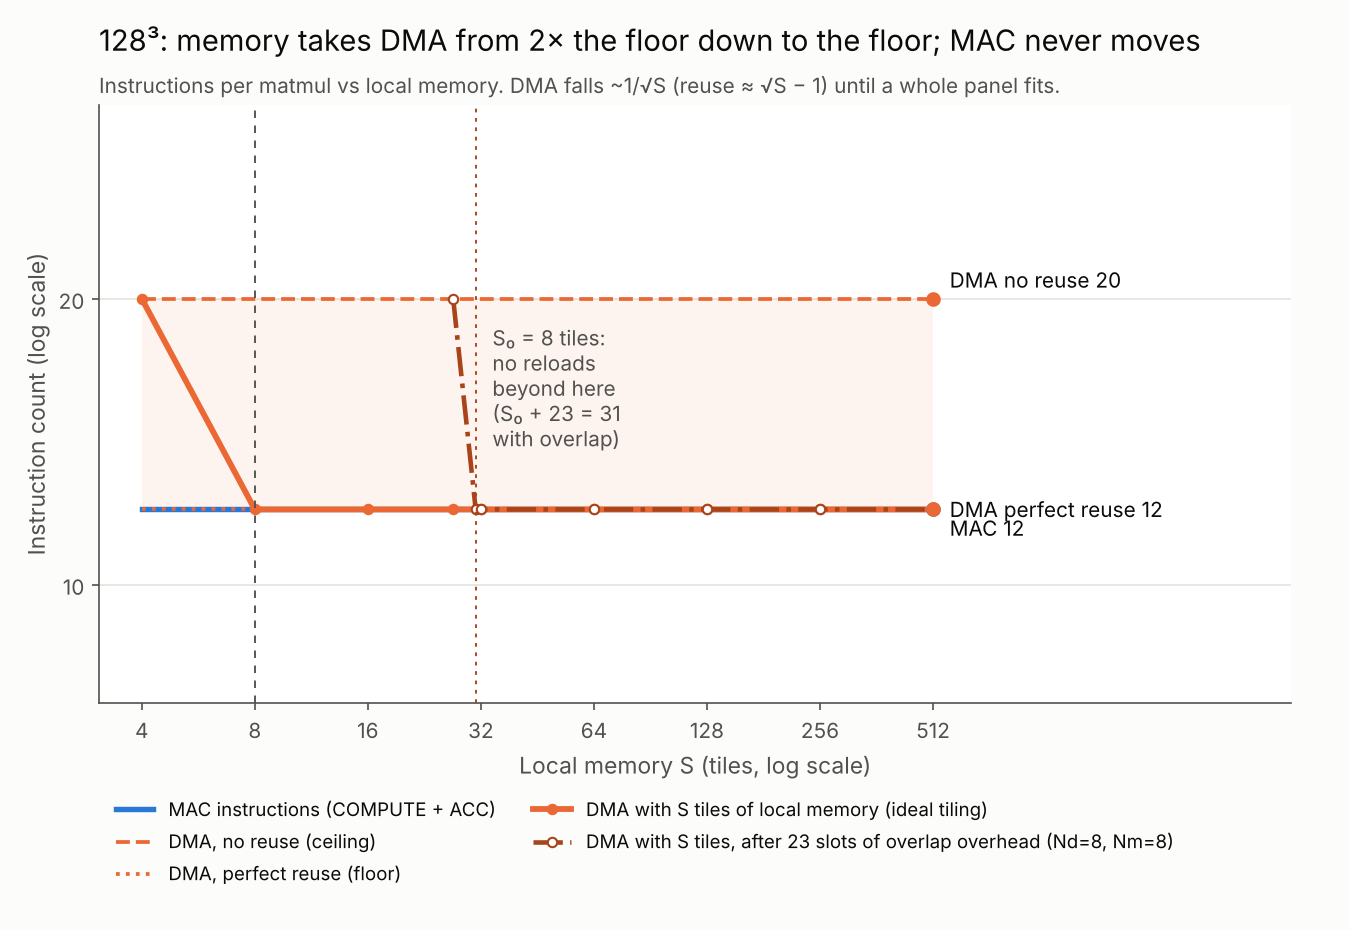 128³: memory takes DMA from 2× the floor down to the floor; MAC never moves
Instructions per matmul vs local memory. DMA falls ~1/√S (reuse ≈ √S − 1) until a whole panel fits.
Instruction count (log scale)
20
10
DMA no reuse 20
S₀ = 8 tiles:
no reloads
beyond here
(S₀ + 23 = 31
with overlap)
DMA perfect reuse 12
MAC 12
4 8 16 32 64 128 256 512
Local memory S (tiles, log scale)
MAC instructions (COMPUTE + ACC)
DMA, no reuse (ceiling)
DMA, perfect reuse (floor)
DMA with S tiles of local memory (ideal tiling)
DMA with S tiles, after 23 slots of overlap overhead (Nd=8, Nm=8)